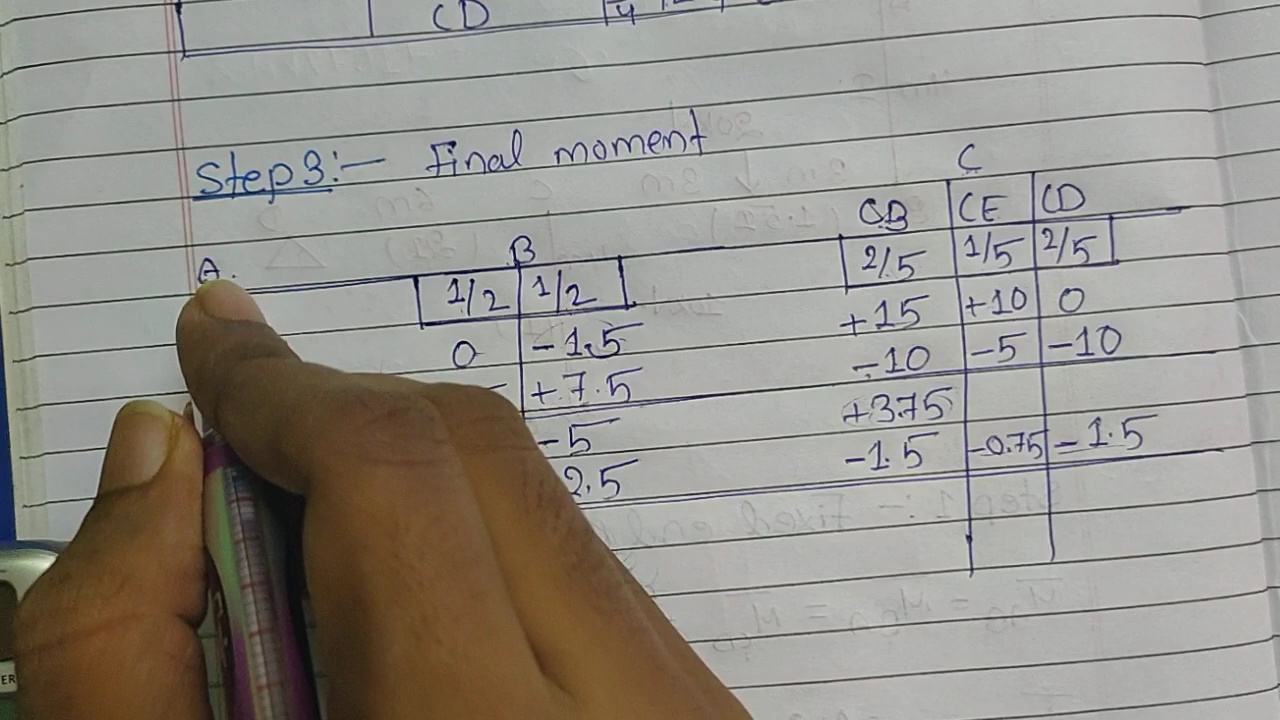 CD
Step 3:- Final moment
C
CB CE CD
A. B
1/2 1/2 2/5 1/5 2/5
0 -15 +15 +10 0
+7.5 -10 -5 -10
-5 +3.75
2.5 -1.5 -0.75 -1.5
ER